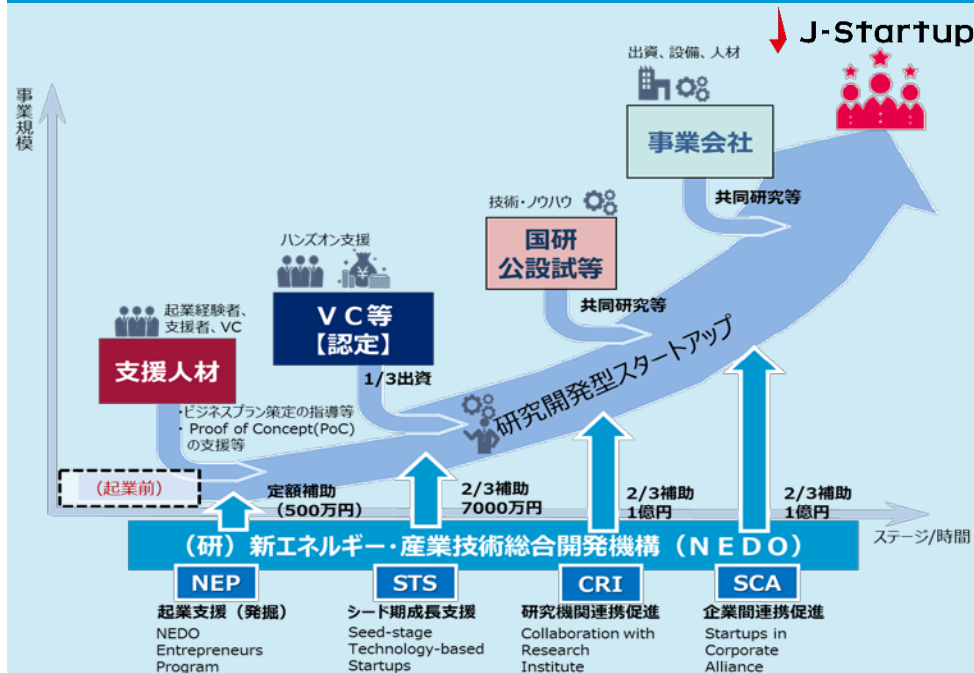 J-Startup
出資、設備、人材
事業規模
事業会社
共同研究等
技術・ノウハウ
国研
公設試等
共同研究等
ハンズオン支援
VC等
【認定】
1/3出資
起業経験者、
支援者、VC
支援人材
・ビジネスプラン策定の指導等
・Proof of Concept(PoC)
の支援等
研究開発型スタートアップ
(起業前)
定額補助
(500万円)
2/3補助
7000万円
2/3補助
1億円
2/3補助
1億円
ステージ/時間
(研)新エネルギー・産業技術総合開発機構(NEDO)
NEP
起業支援(発掘)
NEDO
Entrepreneurs
Program
STS
シード期成長支援
Seed-stage
Technology-based
Startups
CRI
研究機関連携促進
Collaboration with
Research
Institute
SCA
企業間連携促進
Startups in
Corporate
Alliance